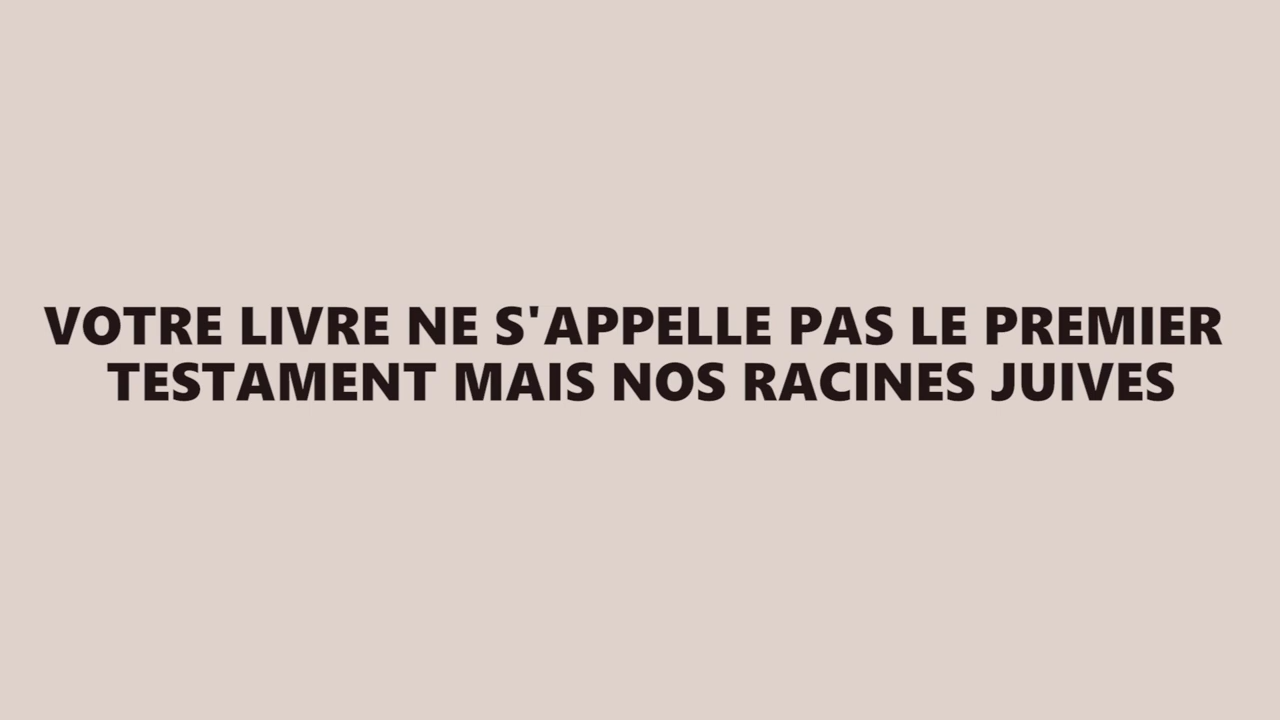 VOTRE LIVRE NE S'APPELLE PAS LE PREMIER
TESTAMENT MAIS NOS RACINES JUIVES